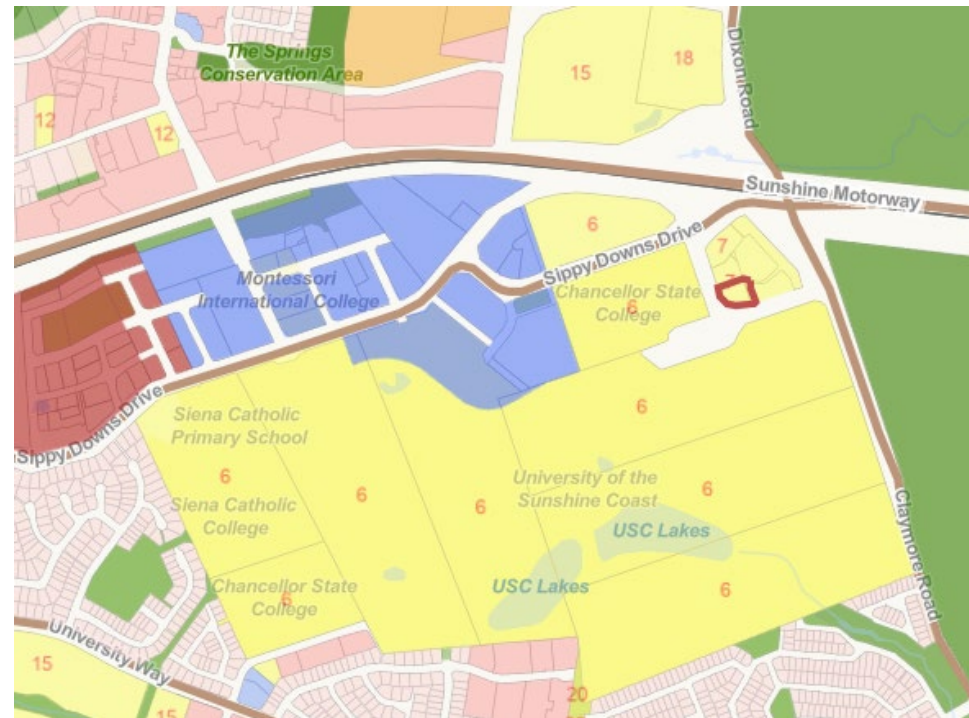 The Springs
Conservation Area
15
18
12
12
Dixon Road
Sunshine Motorway
6
7
Sippy Downs Drive
Montessori
International College
Chancellor State
College
6
6
Sippy Downs Drive
Siena Catholic
Primary School
6
Siena Catholic
College
6
6
University of the
Sunshine Coast
6
USC Lakes
Claymore Road
Chancellor State
College
6
USC Lakes
6
University Way
15
20
15